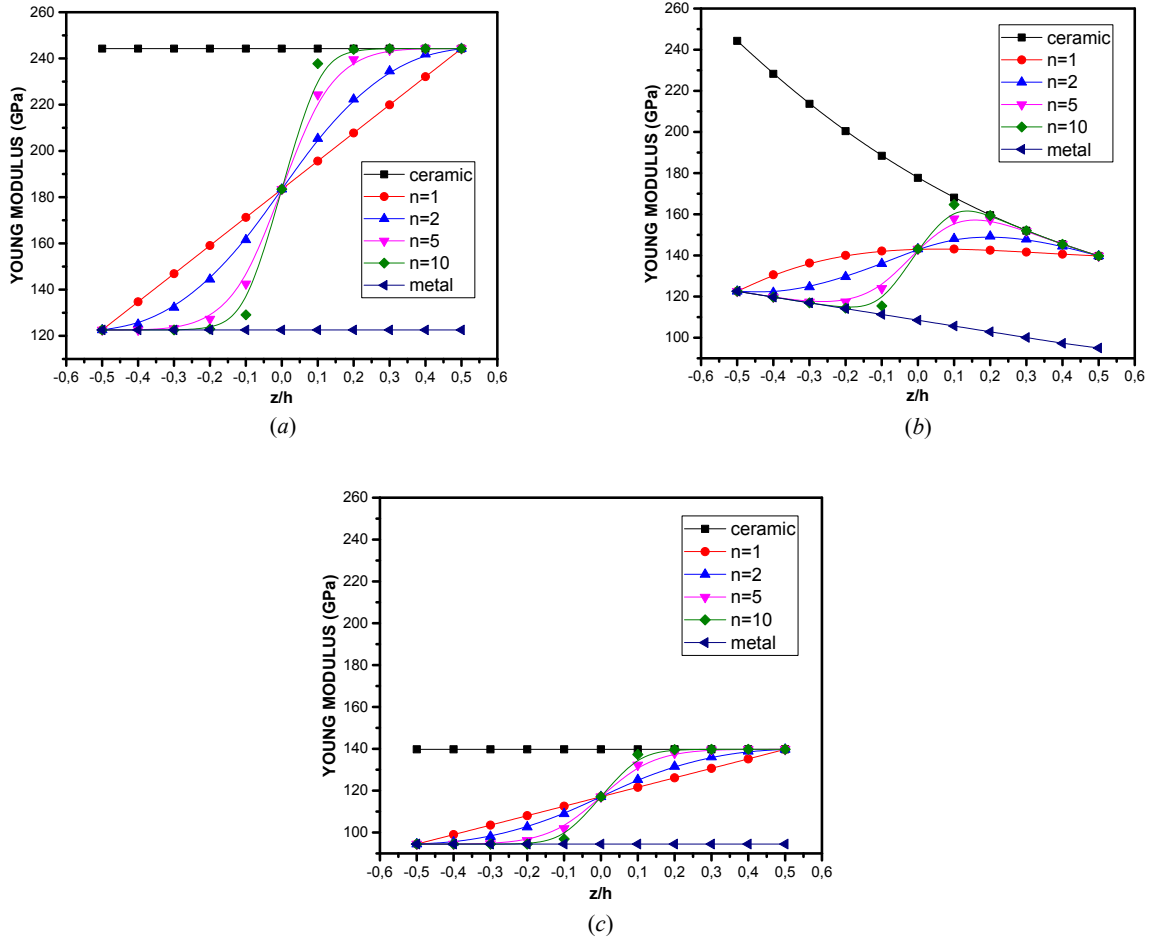 260
240
220
200
180
160
140
120
YOUNG MODULUS (GPa)
ceramic
n=1
n=2
n=5
n=10
metal
-0,6 -0,5 -0,4 -0,3 -0,2 -0,1 0,0 0,1 0,2 0,3 0,4 0,5 0,6
z/h
(a)
260
240
220
200
180
160
140
120
100
YOUNG MODULUS (GPa)
ceramic
n=1
n=2
n=5
n=10
metal
-0,6 -0,5 -0,4 -0,3 -0,2 -0,1 0,0 0,1 0,2 0,3 0,4 0,5 0,6
z/h
(b)
260
240
220
200
180
160
140
120
100
YOUNG MODULUS (GPa)
ceramic
n=1
n=2
n=5
n=10
metal
-0,6 -0,5 -0,4 -0,3 -0,2 -0,1 0,0 0,1 0,2 0,3 0,4 0,5 0,6
z/h
(c)